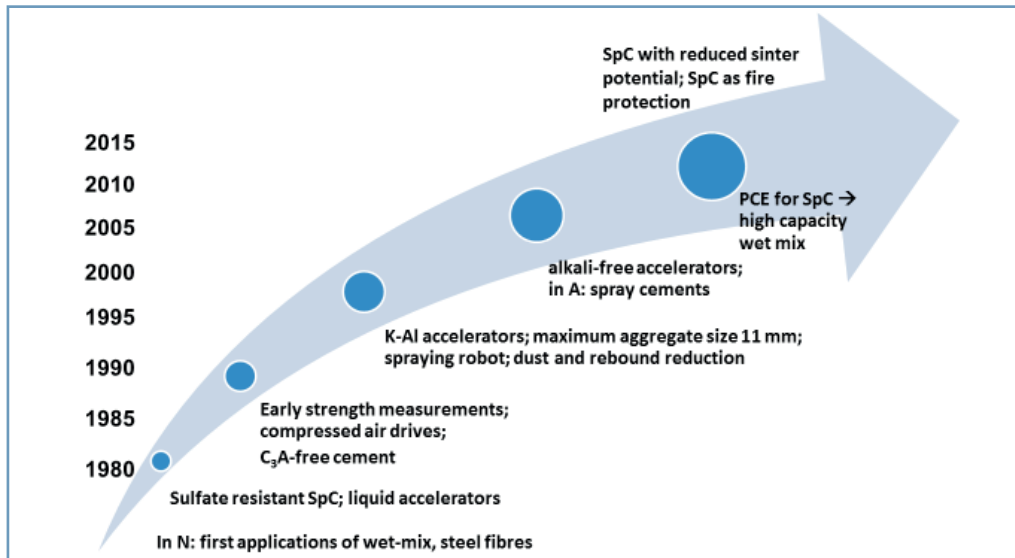 SpC with reduced sinter
potential; SpC as fire
protection
2015
2010
2005
2000
1995
1990
1985
1980
PCE for SpC →
high capacity
wet mix
alkali-free accelerators;
in A: spray cements
K-Al accelerators; maximum aggregate size 11 mm;
spraying robot; dust and rebound reduction
Early strength measurements;
compressed air drives;
C₃A-free cement
Sulfate resistant SpC; liquid accelerators
In N: first applications of wet-mix, steel fibres